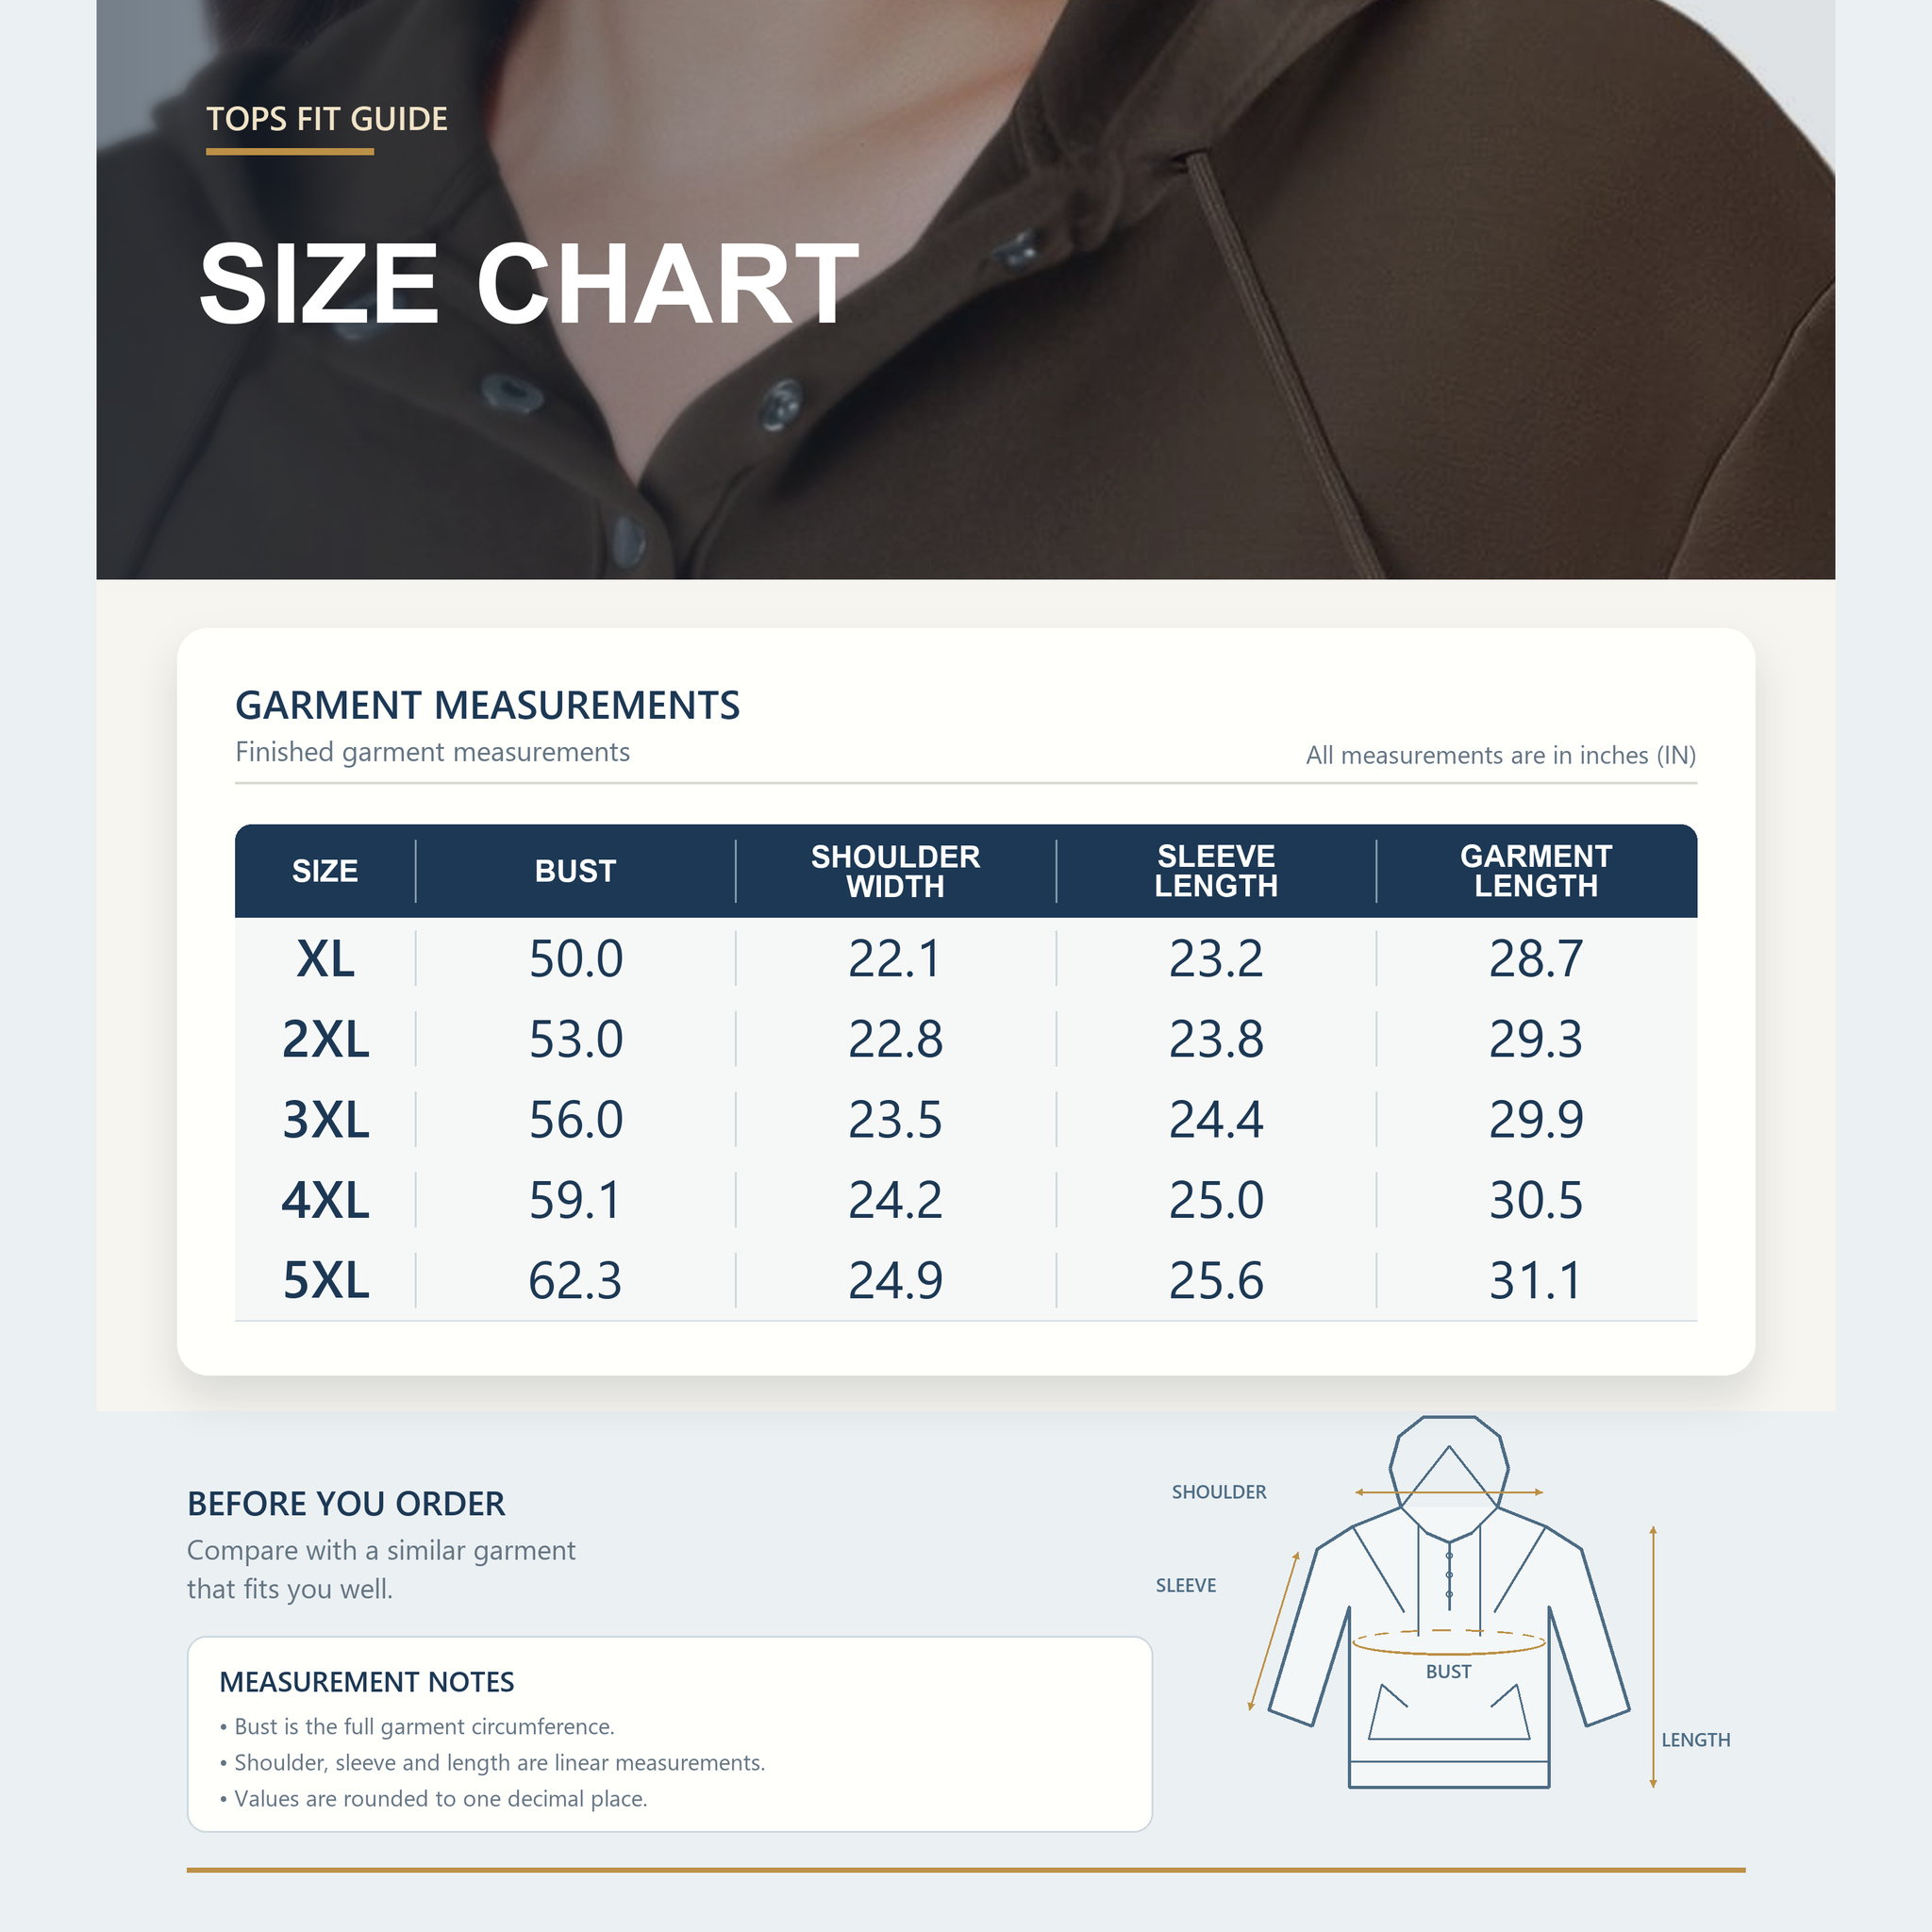 TOPS FIT GUIDE
SIZE CHART
GARMENT MEASUREMENTS
Finished garment measurements
All measurements are in inches (IN)
SIZE BUST SHOULDER WIDTH SLEEVE LENGTH GARMENT LENGTH
XL 50.0 22.1 23.2 28.7
2XL 53.0 22.8 23.8 29.3
3XL 56.0 23.5 24.4 29.9
4XL 59.1 24.2 25.0 30.5
5XL 62.3 24.9 25.6 31.1
BEFORE YOU ORDER
Compare with a similar garment
that fits you well.
MEASUREMENT NOTES
• Bust is the full garment circumference.
• Shoulder, sleeve and length are linear measurements.
• Values are rounded to one decimal place.
SHOULDER
SLEEVE
BUST
LENGTH